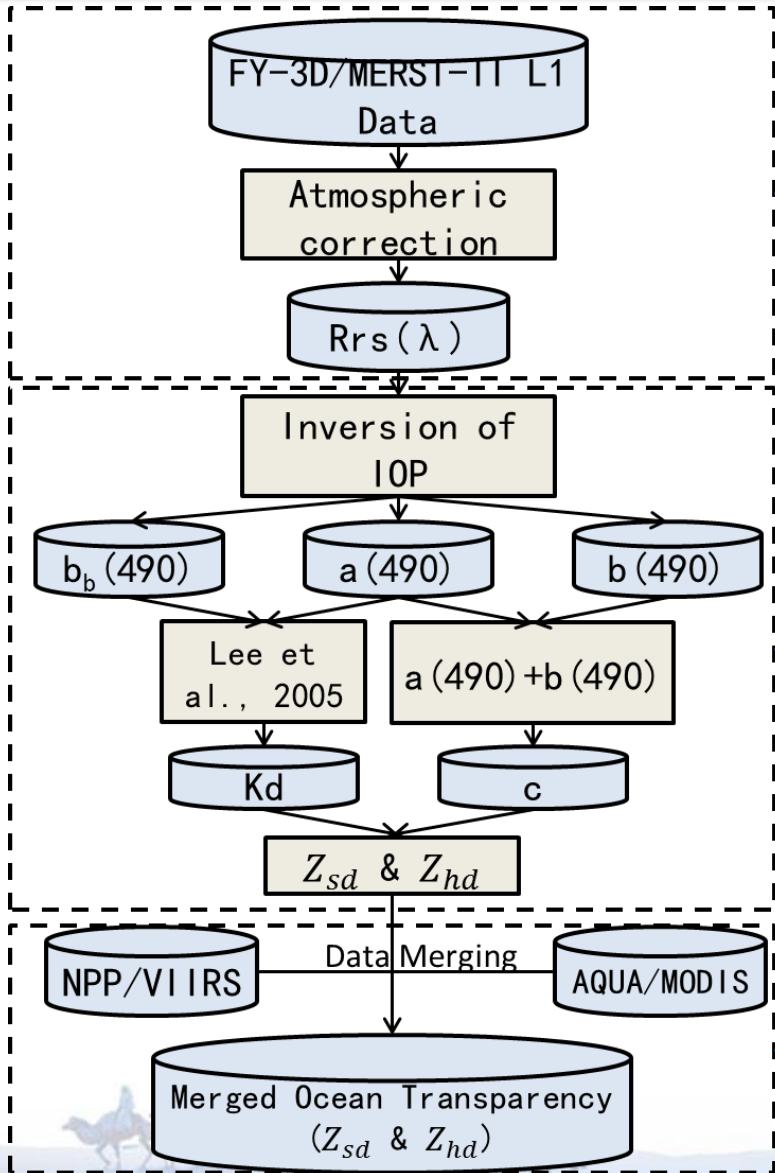 FY-3D/MERSI-II L1
Data
Atmospheric
correction
Rrs(λ)
Inversion of
IOP
b_b(490)
a(490)
b(490)
Lee et
al., 2005
a(490)+b(490)
Kd
c
Z_sd & Z_hd
Data Merging
NPP/VIIRS
AQUA/MODIS
Merged Ocean Transparency
(Z_sd & Z_hd)